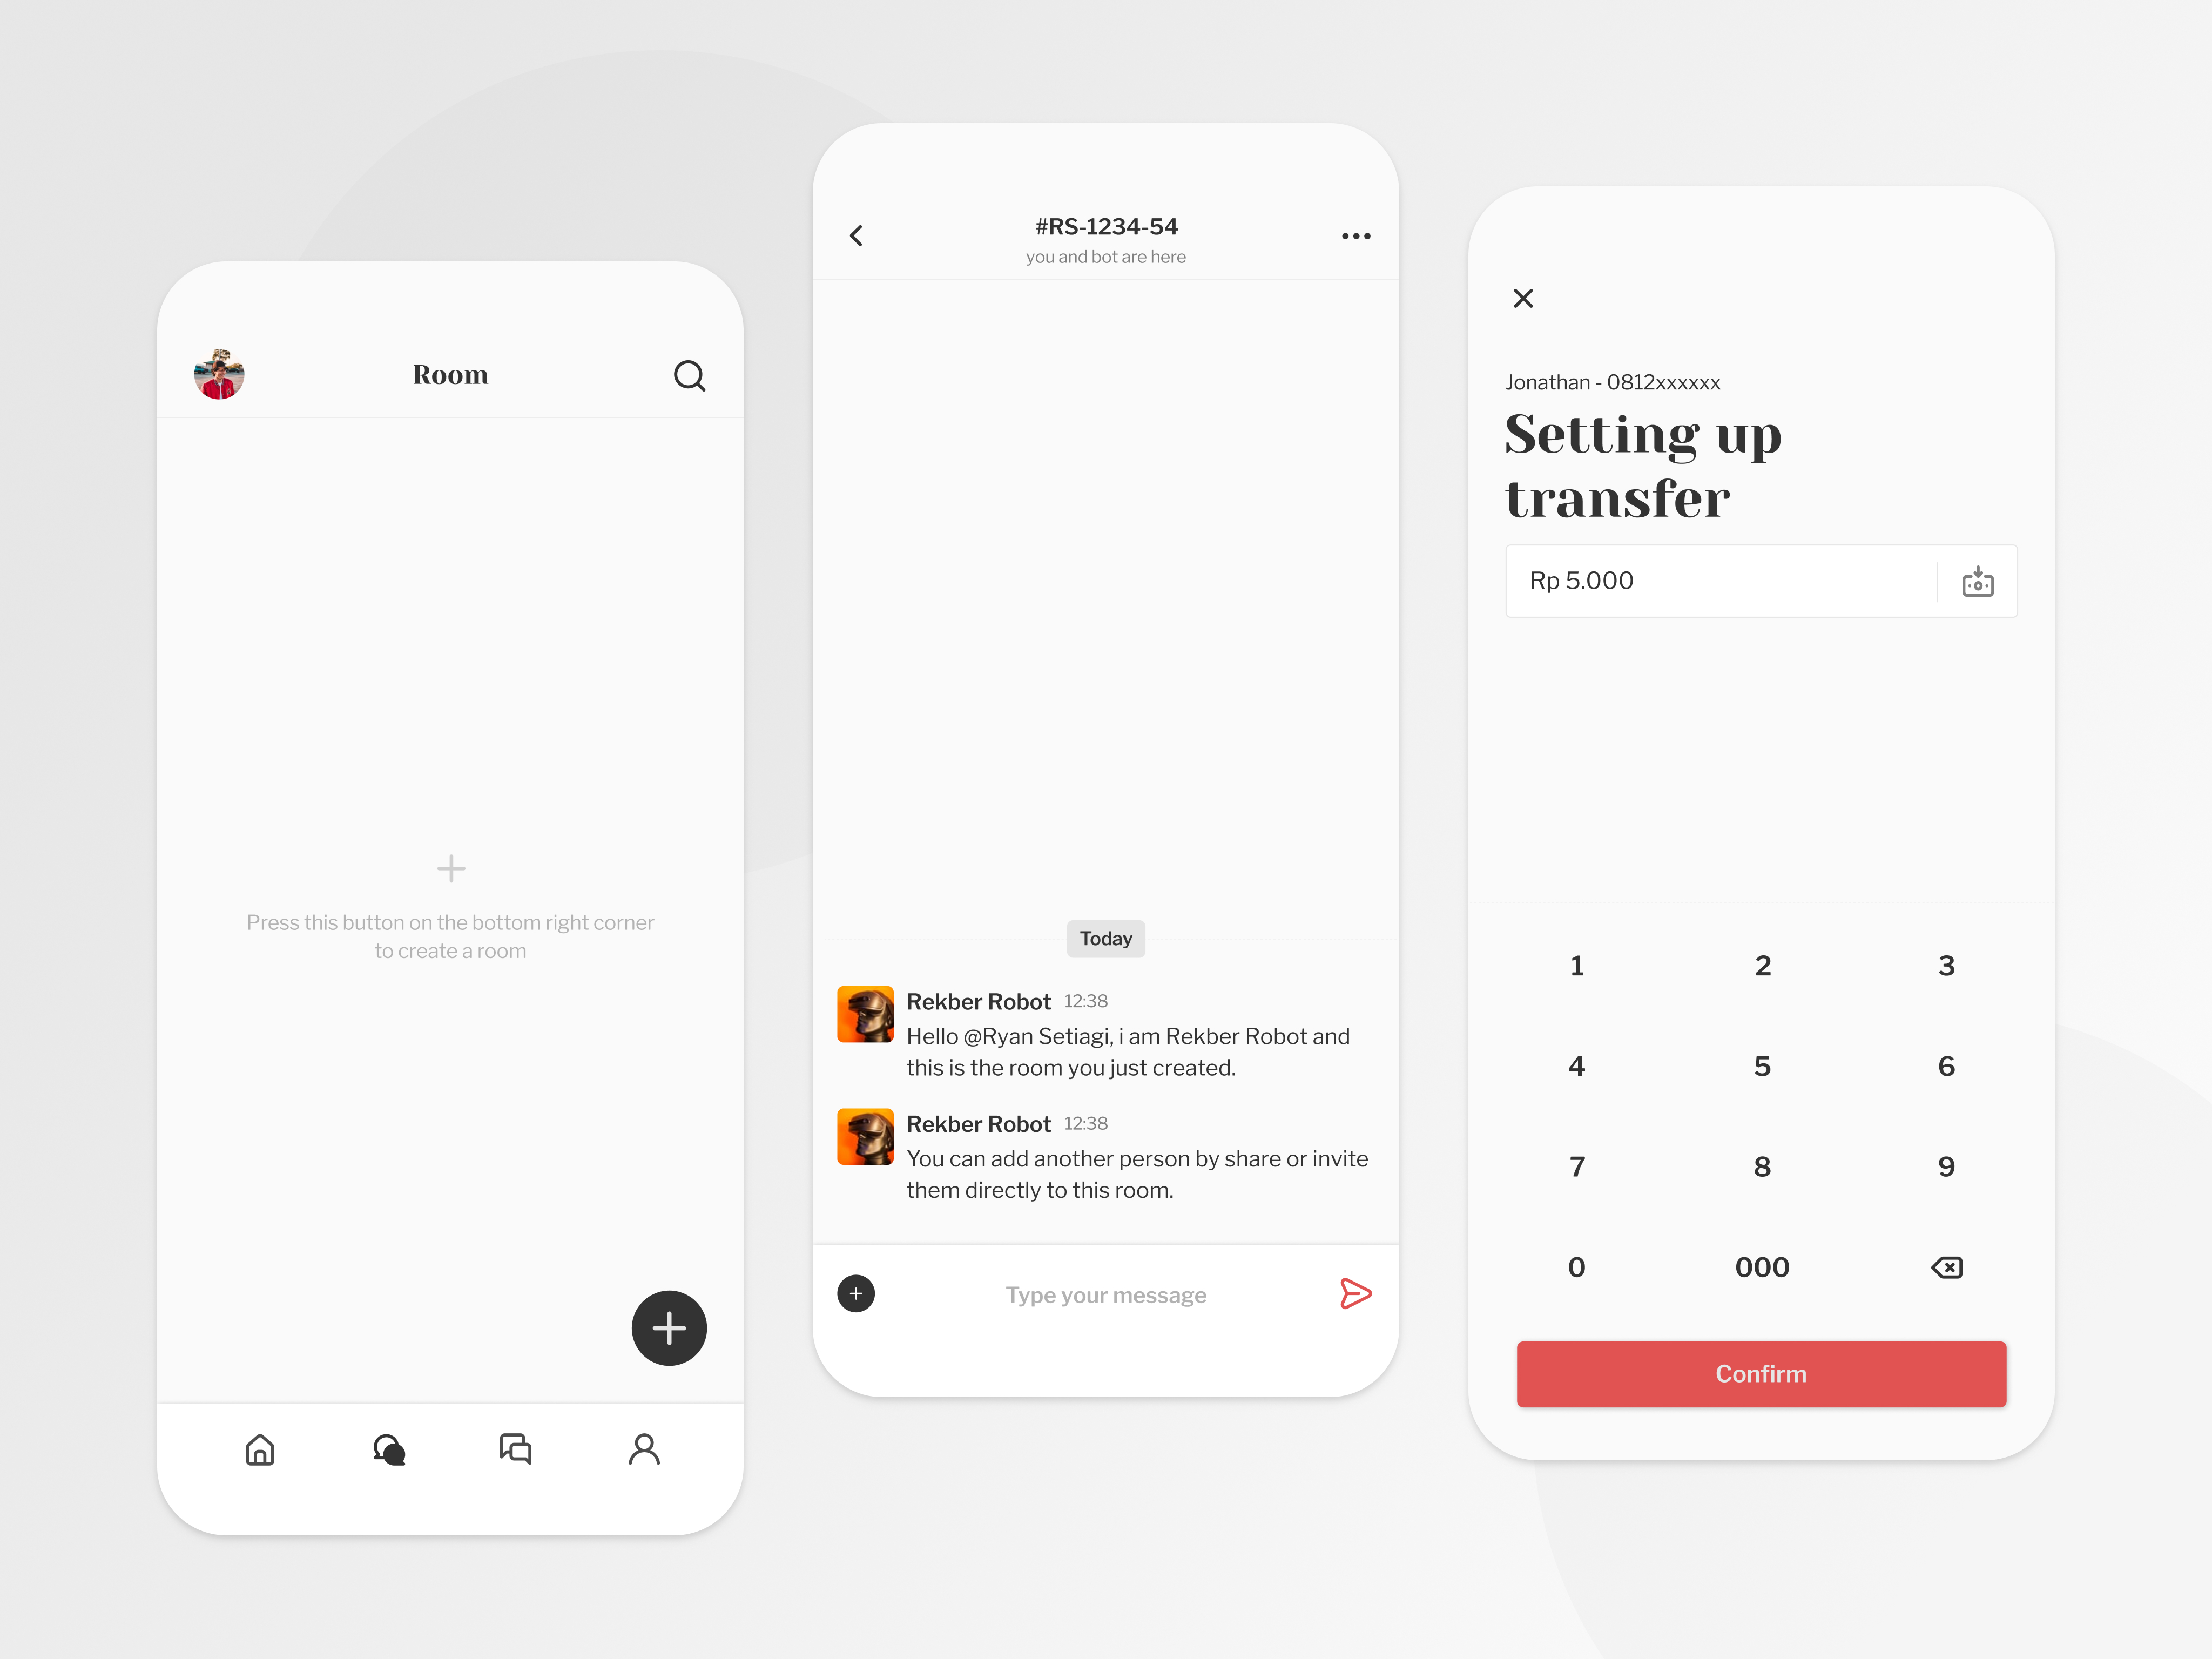 Room
Press this button on the bottom right corner
to create a room
#RS-1234-54
you and bot are here
Today
Rekber Robot 12:38
Hello @Ryan Setiagi, i am Rekber Robot and
this is the room you just created.
Rekber Robot 12:38
You can add another person by share or invite
them directly to this room.
Type your message
Jonathan - 0812xxxxxx
Setting up
transfer
Rp 5.000
1 2 3
4 5 6
7 8 9
0 000
Confirm